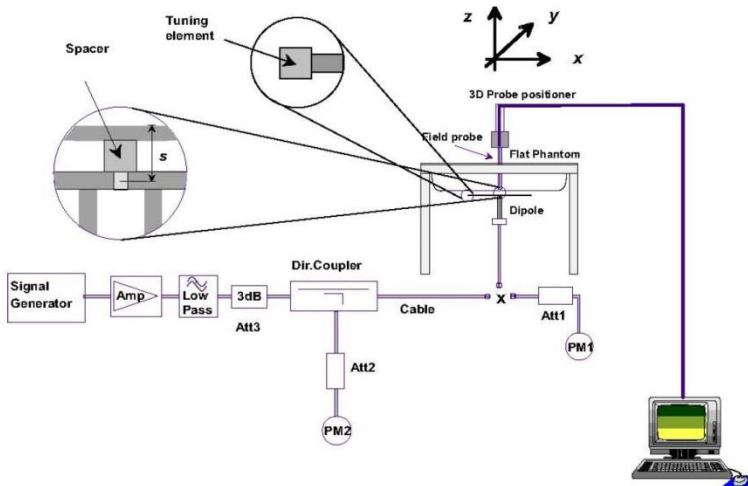 z
y
x
Tuning
element
Spacer
s
3D Probe positioner
Field probe
Flat Phantom
Dipole
Dir.Coupler
Signal
Generator
Amp
Low
Pass
3dB
Att3
Cable
x
Att1
PM1
Att2
PM2